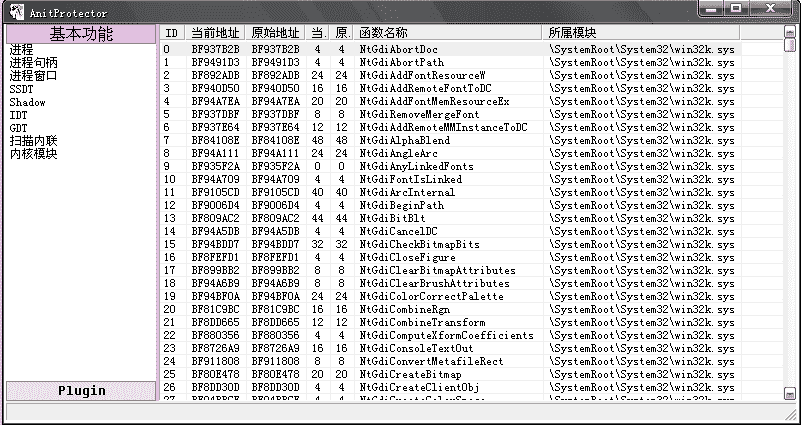 AnitProtector
基本功能
进程
进程句柄
进程窗口
SSDT
Shadow
IDT
GDT
扫描内联
内核模块
Plugin
ID 当前地址 原始地址 当. 原. 函数名称 所属模块
0 BF937B2B BF937B2B 4 4 NtGdiAbortDoc \SystemRoot\System32\win32k.sys
1 BF9491D3 BF9491D3 4 4 NtGdiAbortPath \SystemRoot\System32\win32k.sys
2 BF892ADB BF892ADB 24 24 NtGdiAddFontResourceW \SystemRoot\System32\win32k.sys
3 BF940D50 BF940D50 16 16 NtGdiAddRemoteFontToDC \SystemRoot\System32\win32k.sys
4 BF94A7EA BF94A7EA 20 20 NtGdiAddFontMemResourceEx \SystemRoot\System32\win32k.sys
5 BF937DBF BF937DBF 8 8 NtGdiRemoveMergeFont \SystemRoot\System32\win32k.sys
6 BF937E64 BF937E64 12 12 NtGdiAddRemoteMMInstanceToDC \SystemRoot\System32\win32k.sys
7 BF84108E BF84108E 48 48 NtGdiAlphaBlend \SystemRoot\System32\win32k.sys
8 BF94A111 BF94A111 24 24 NtGdiAngleArc \SystemRoot\System32\win32k.sys
9 BF935F2A BF935F2A 0 0 NtGdiAnyLinkedFonts \SystemRoot\System32\win32k.sys
10 BF94A709 BF94A709 4 4 NtGdiFontIsLinked \SystemRoot\System32\win32k.sys
11 BF9105CD BF9105CD 40 40 NtGdiArcInternal \SystemRoot\System32\win32k.sys
12 BF9006D4 BF9006D4 4 4 NtGdiBeginPath \SystemRoot\System32\win32k.sys
13 BF809AC2 BF809AC2 44 44 NtGdiBitBlt \SystemRoot\System32\win32k.sys
14 BF94A5DB BF94A5DB 4 4 NtGdiCancelDC \SystemRoot\System32\win32k.sys
15 BF94BDD7 BF94BDD7 32 32 NtGdiCheckBitmapBits \SystemRoot\System32\win32k.sys
16 BF8FEFD1 BF8FEFD1 4 4 NtGdiCloseFigure \SystemRoot\System32\win32k.sys
17 BF899BB2 BF899BB2 8 8 NtGdiClearBitmapAttributes \SystemRoot\System32\win32k.sys
18 BF94A6B9 BF94A6B9 8 8 NtGdiClearBrushAttributes \SystemRoot\System32\win32k.sys
19 BF94BF0A BF94BF0A 24 24 NtGdiColorCorrectPalette \SystemRoot\System32\win32k.sys
20 BF81C9BC BF81C9BC 16 16 NtGdiCombineRgn \SystemRoot\System32\win32k.sys
21 BF8DD665 BF8DD665 12 12 NtGdiCombineTransform \SystemRoot\System32\win32k.sys
22 BF880356 BF880356 4 4 NtGdiComputeXformCoefficients \SystemRoot\System32\win32k.sys
23 BF8726A9 BF8726A9 16 16 NtGdiConsoleTextOut \SystemRoot\System32\win32k.sys
24 BF911808 BF911808 8 8 NtGdiConvertMetafileRect \SystemRoot\System32\win32k.sys
25 BF80E478 BF80E478 20 20 NtGdiCreateBitmap \SystemRoot\System32\win32k.sys
26 BF8DD30D BF8DD30D 4 4 NtGdiCreateClientObj \SystemRoot\System32\win32k.sys